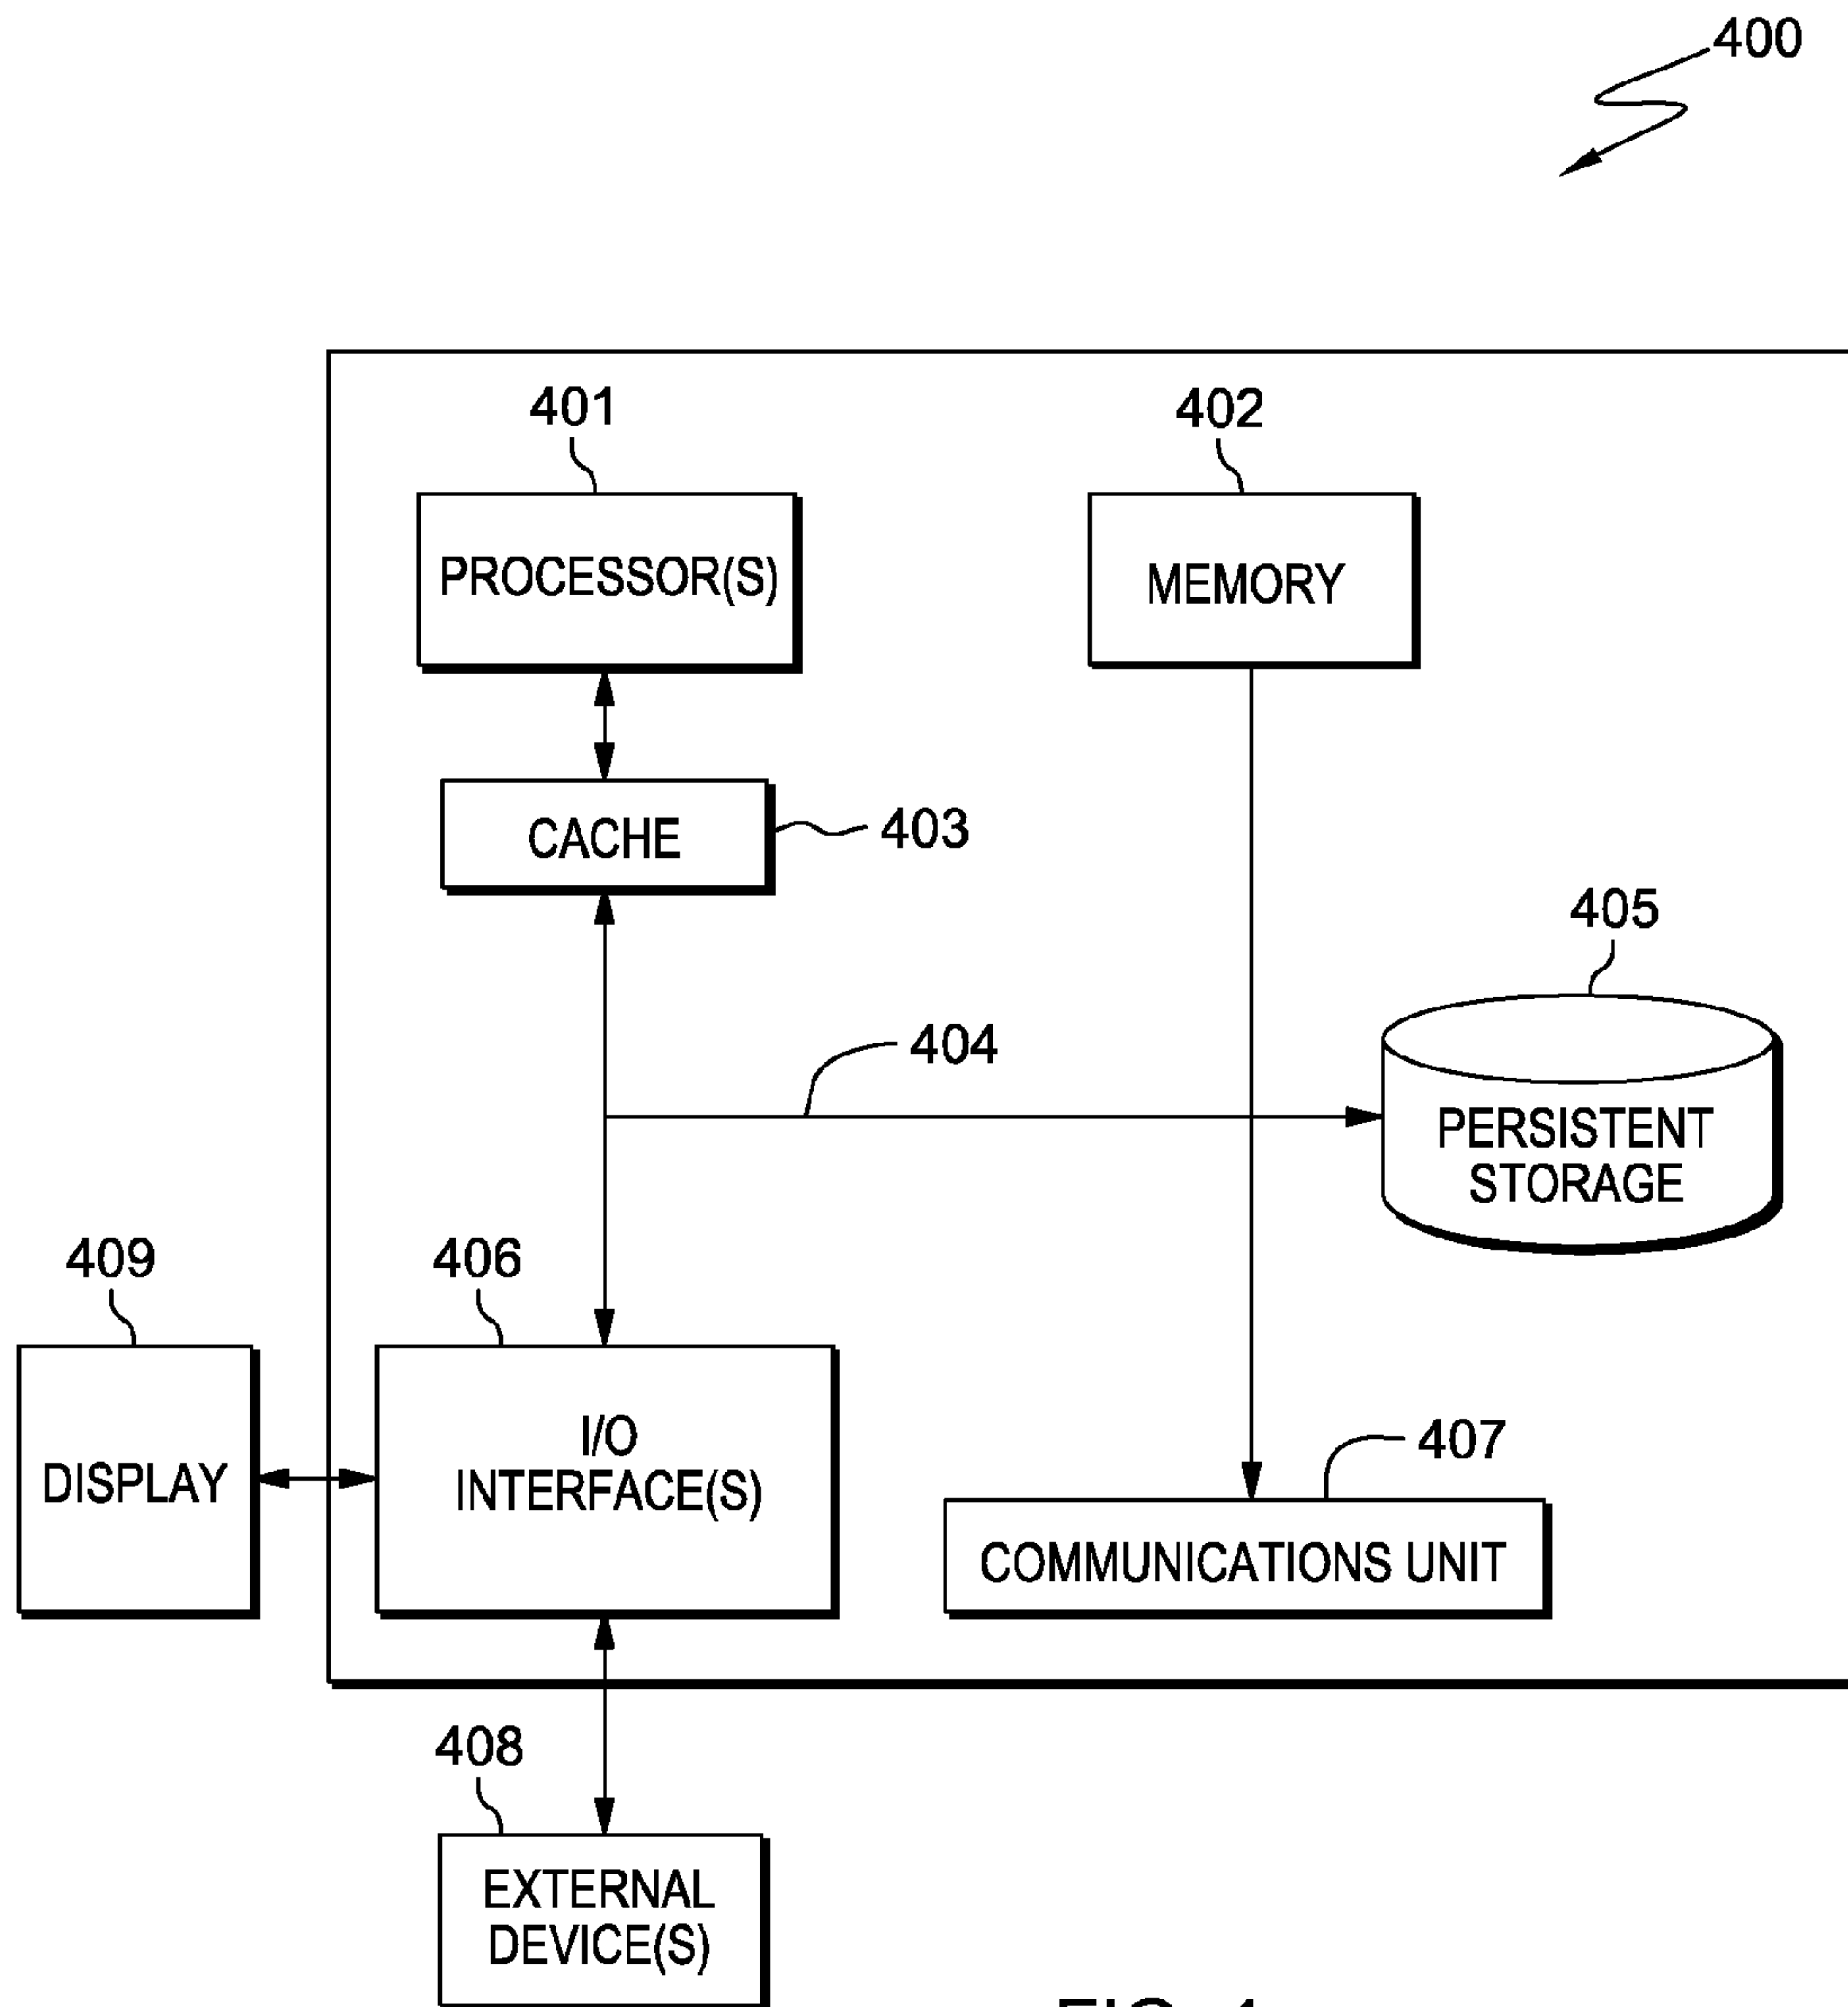 400
401
402
PROCESSOR(S)
MEMORY
CACHE
403
405
404
PERSISTENT
STORAGE
409
406
I/O
INTERFACE(S)
DISPLAY
407
COMMUNICATIONS UNIT
408
EXTERNAL
DEVICE(S)